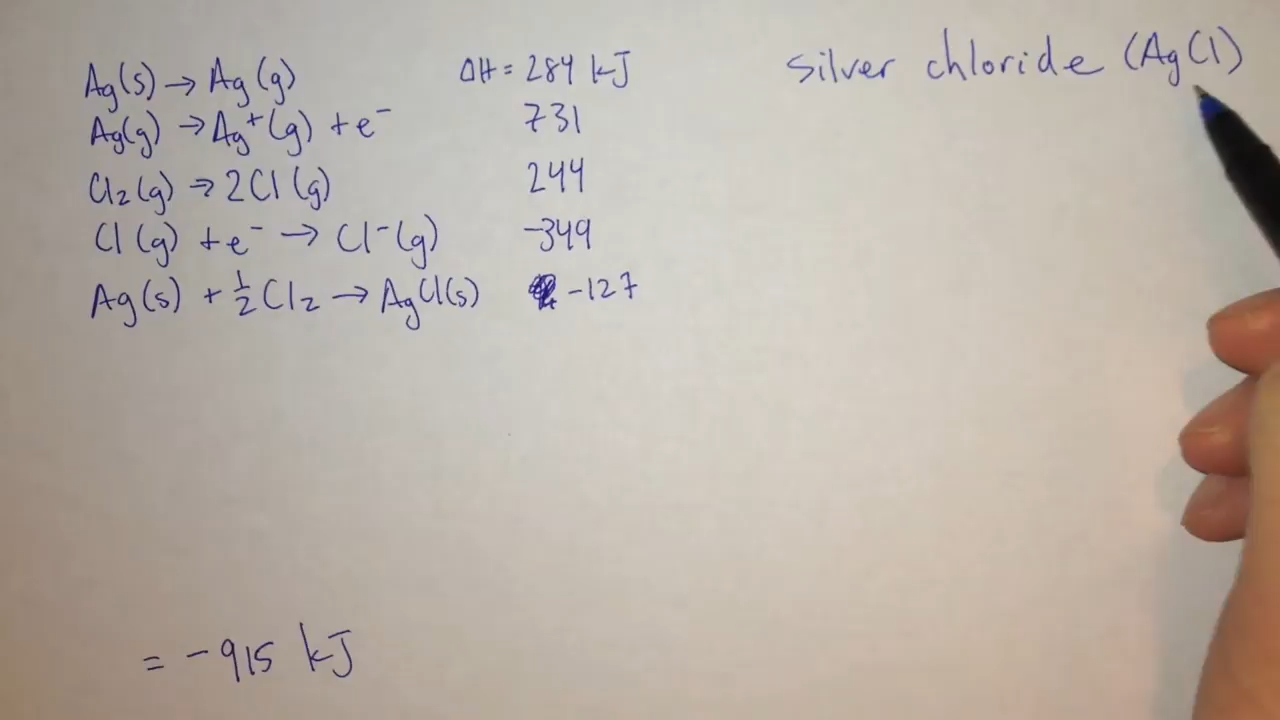 silver chloride (AgCl)
Ag(s) → Ag(g) ΔH = 284 kJ
Ag(g) → Ag⁺(g) + e⁻ 731
Cl₂(g) → 2Cl(g) 244
Cl(g) + e⁻ → Cl⁻(g) -349
Ag(s) + ½Cl₂ → AgCl(s) -127
= -915 kJ